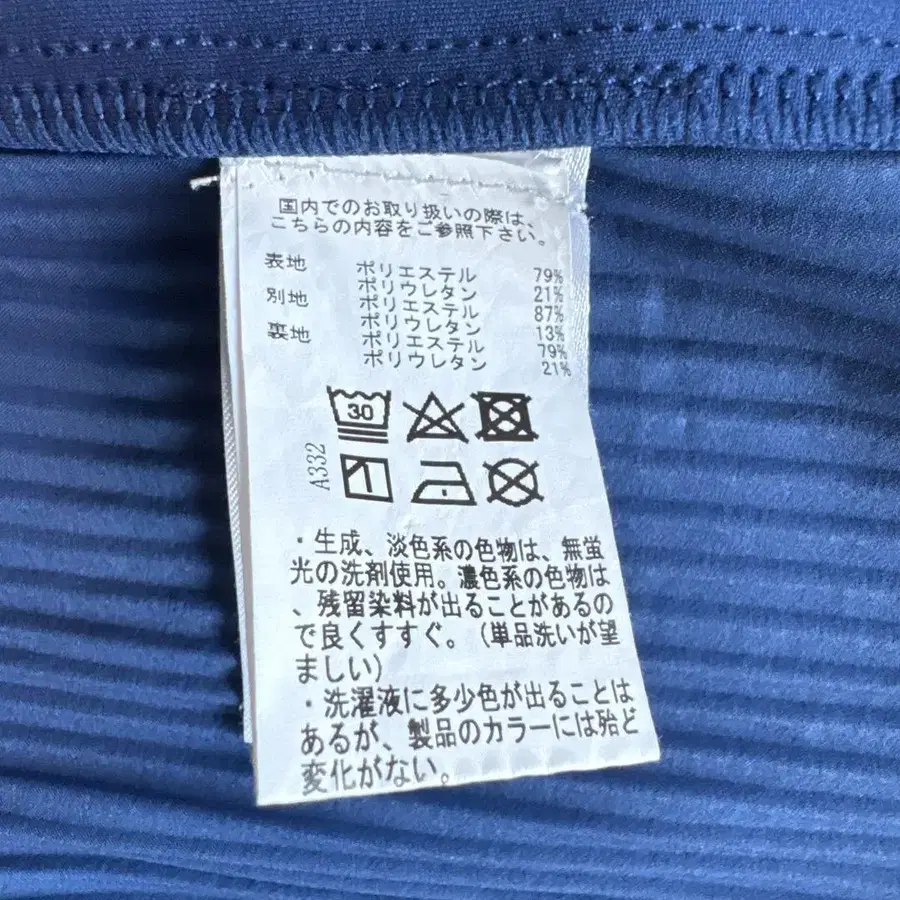 国内でのお取り扱いの際は、
こちらの内容をご参照下さい。
表地 ポリエステル 79%
ポリウレタン 21%
別地 ポリエステル 87%
ポリウレタン 13%
裏地 ポリエステル 79%
ポリウレタン 21%
30
A332
・生成、淡色系の色物は、無蛍
光の洗剤使用。濃色系の色物は
、残留染料が出ることがあるの
で良くすすぐ。(単品洗いが望
ましい)
・洗濯液に多少色が出ることは
あるが、製品のカラーには殆ど
変化がない。